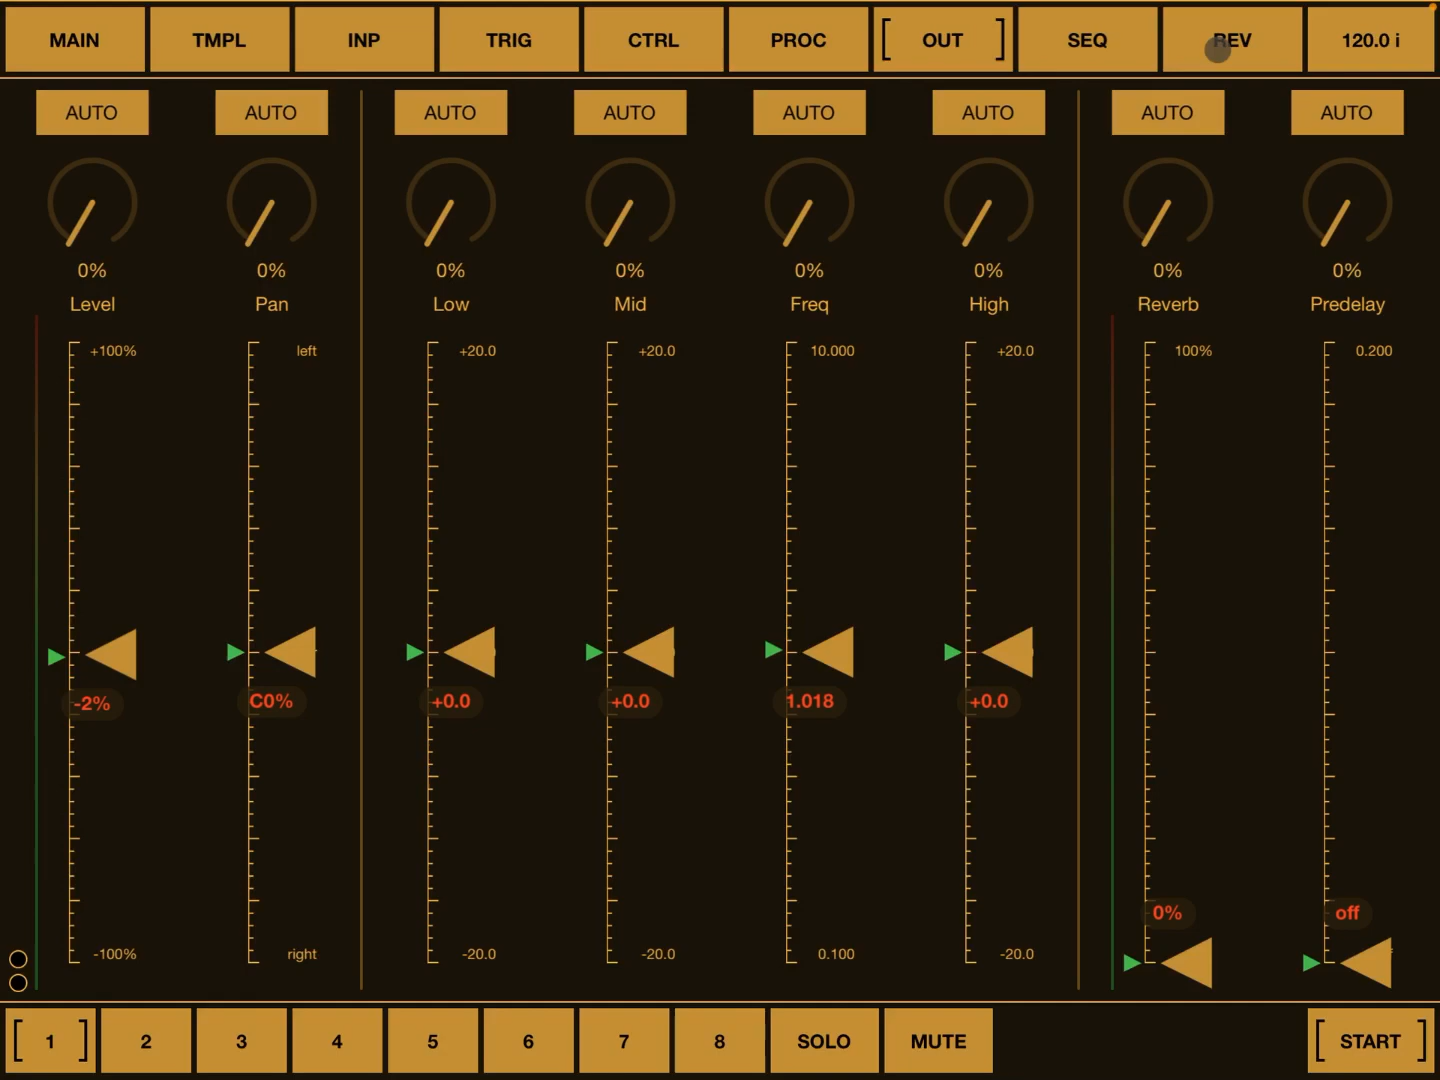 MAIN TMPL INP TRIG CTRL PROC OUT SEQ REV 120.0 i
AUTO AUTO AUTO AUTO AUTO AUTO AUTO AUTO
0% 0% 0% 0% 0% 0% 0% 0%
Level Pan Low Mid Freq High Reverb Predelay
+100% left +20.0 +20.0 10.000 +20.0 100% 0.200
-2% C0% +0.0 +0.0 1.018 +0.0
0% off
-100% right -20.0 -20.0 0.100 -20.0
1 2 3 4 5 6 7 8 SOLO MUTE START